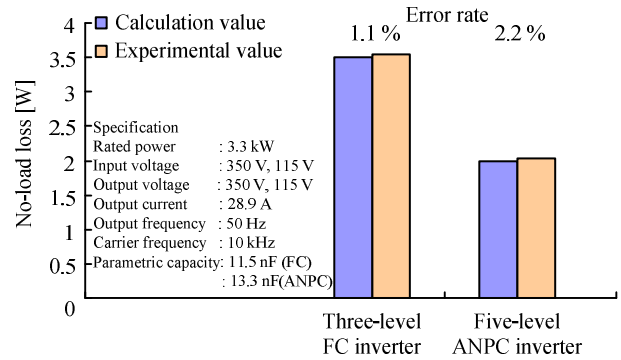 Error rate
1.1 % 2.2 %
Calculation value
Experimental value
No-load loss [W]
4
3.5
3
2.5
2
1.5
1
0.5
0
Specification
Rated power : 3.3 kW
Input voltage : 350 V, 115 V
Output voltage : 350 V, 115 V
Output current : 28.9 A
Output frequency : 50 Hz
Carrier frequency : 10 kHz
Parametric capacity: 11.5 nF (FC)
: 13.3 nF(ANPC)
Three-level
FC inverter
Five-level
ANPC inverter